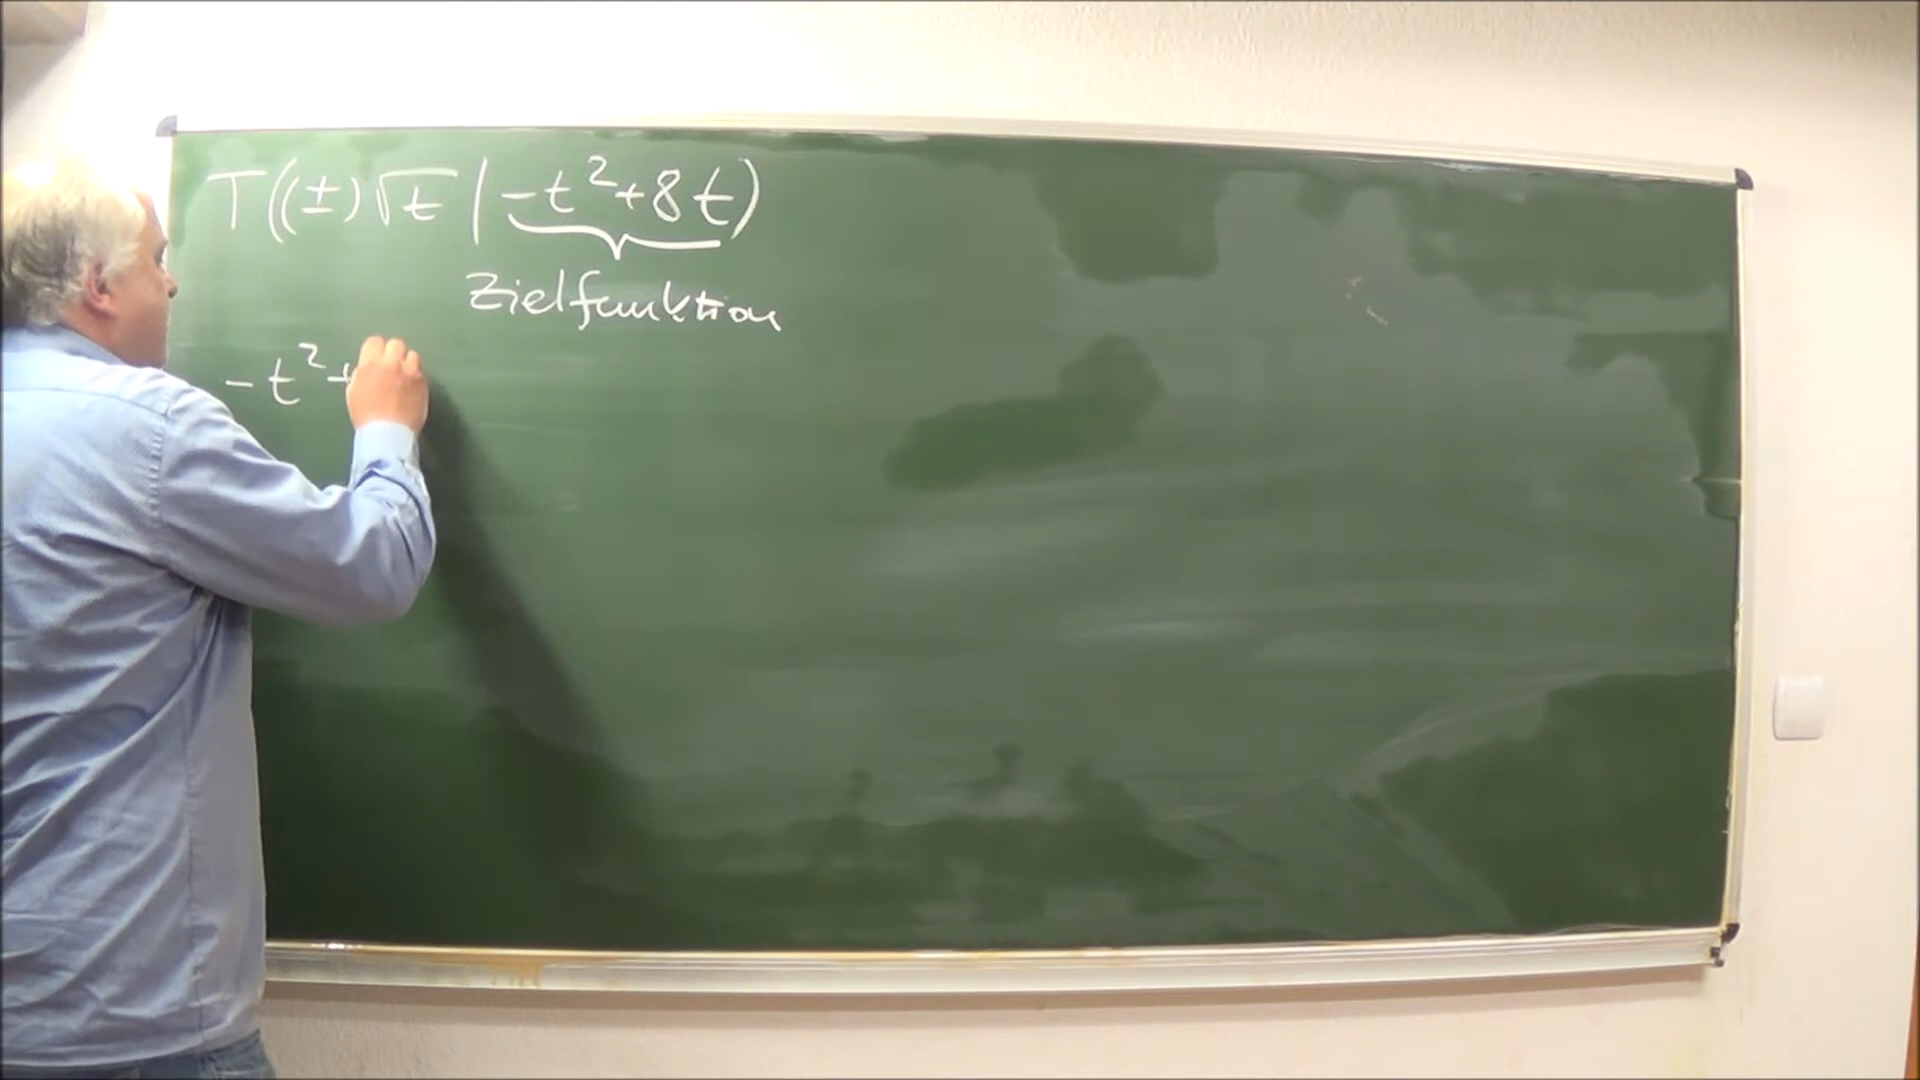 T((±)√t | -t²+8t)
Zielfunktion
-t²+